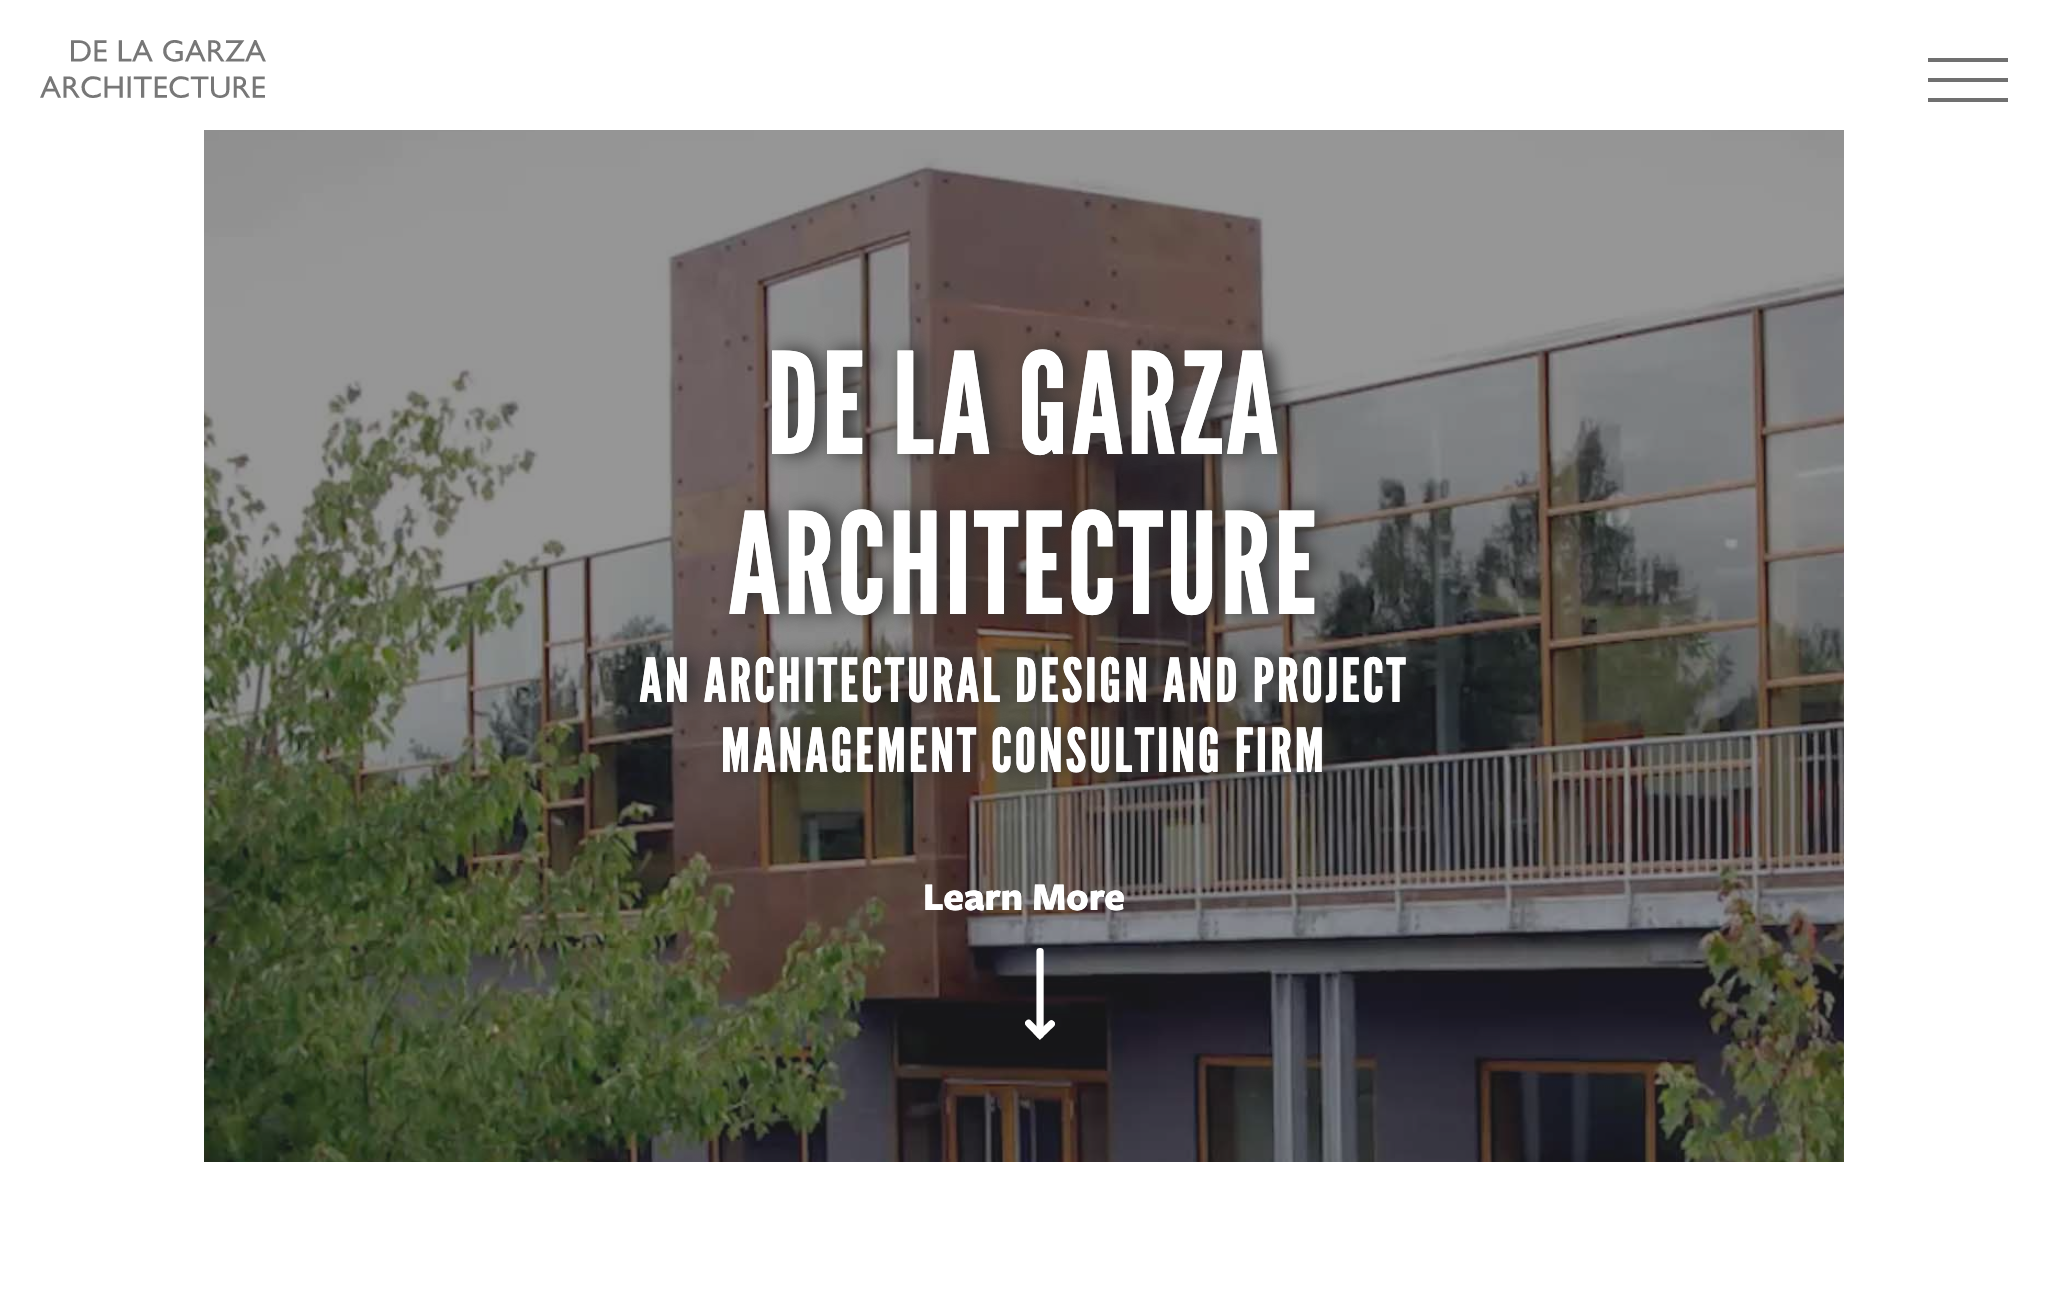 DE LA GARZA
ARCHITECTURE
DE LA GARZA
ARCHITECTURE
AN ARCHITECTURAL DESIGN AND PROJECT
MANAGEMENT CONSULTING FIRM
Learn More